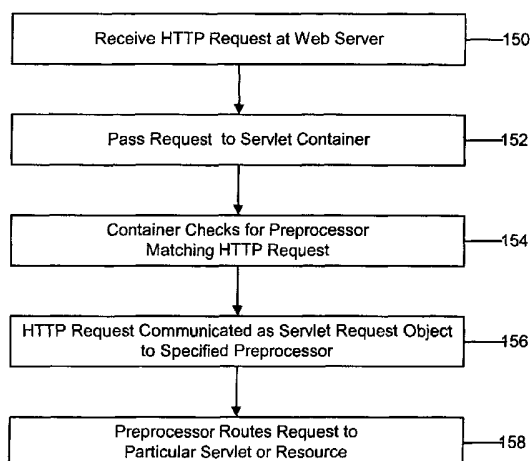 Receive HTTP Request at Web Server
150
Pass Request to Servlet Container
152
Container Checks for Preprocessor
Matching HTTP Request
154
HTTP Request Communicated as Servlet Request Object
to Specified Preprocessor
156
Preprocessor Routes Request to
Particular Servlet or Resource
158